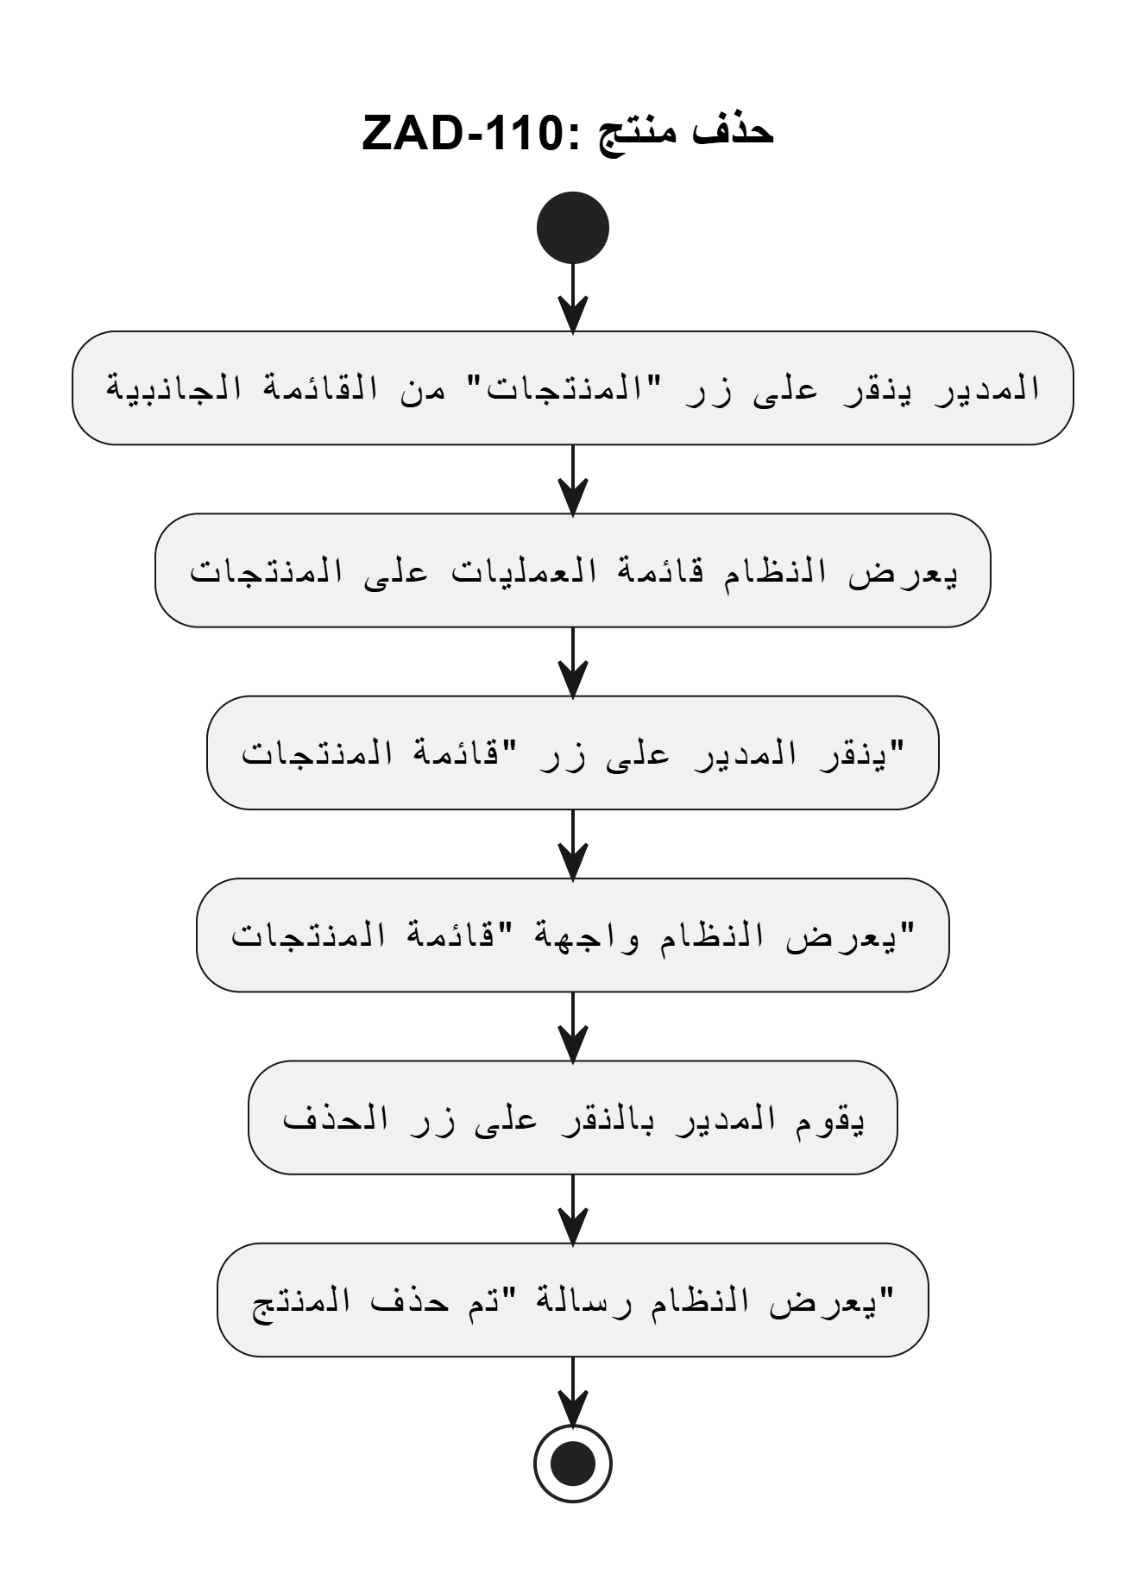 ZAD-110: حذف منتج
المدير ينقر على زر "المنتجات" من القائمة الجانبية
يعرض النظام قائمة العمليات على المنتجات
ينقر المدير على زر "قائمة المنتجات"
يعرض النظام واجهة "قائمة المنتجات"
يقوم المدير بالنقر على زر الحذف
يعرض النظام رسالة "تم حذف المنتج"